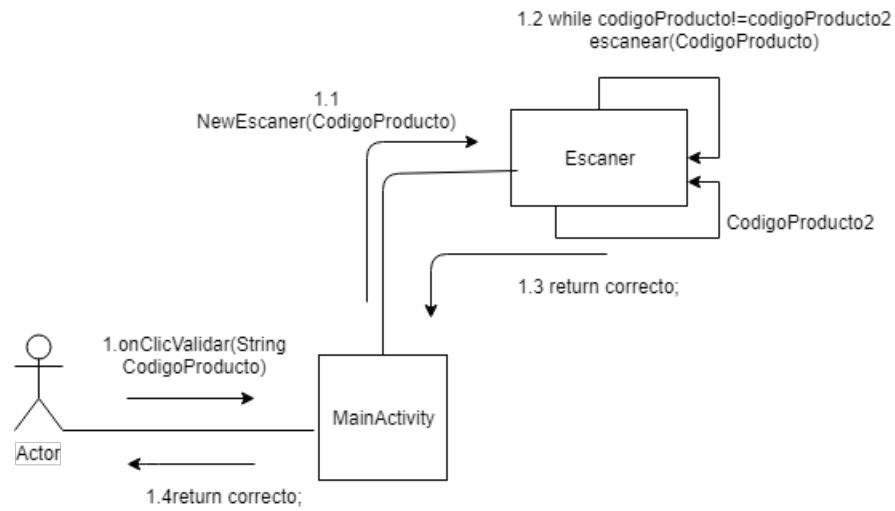 1.2 while codigoProducto!=codigoProducto2
escanear(CodigoProducto)
1.1
NewEscaner(CodigoProducto)
Escaner
CodigoProducto2
1.3 return correcto;
1.onClicValidar(String
CodigoProducto)
MainActivity
Actor
1.4return correcto;